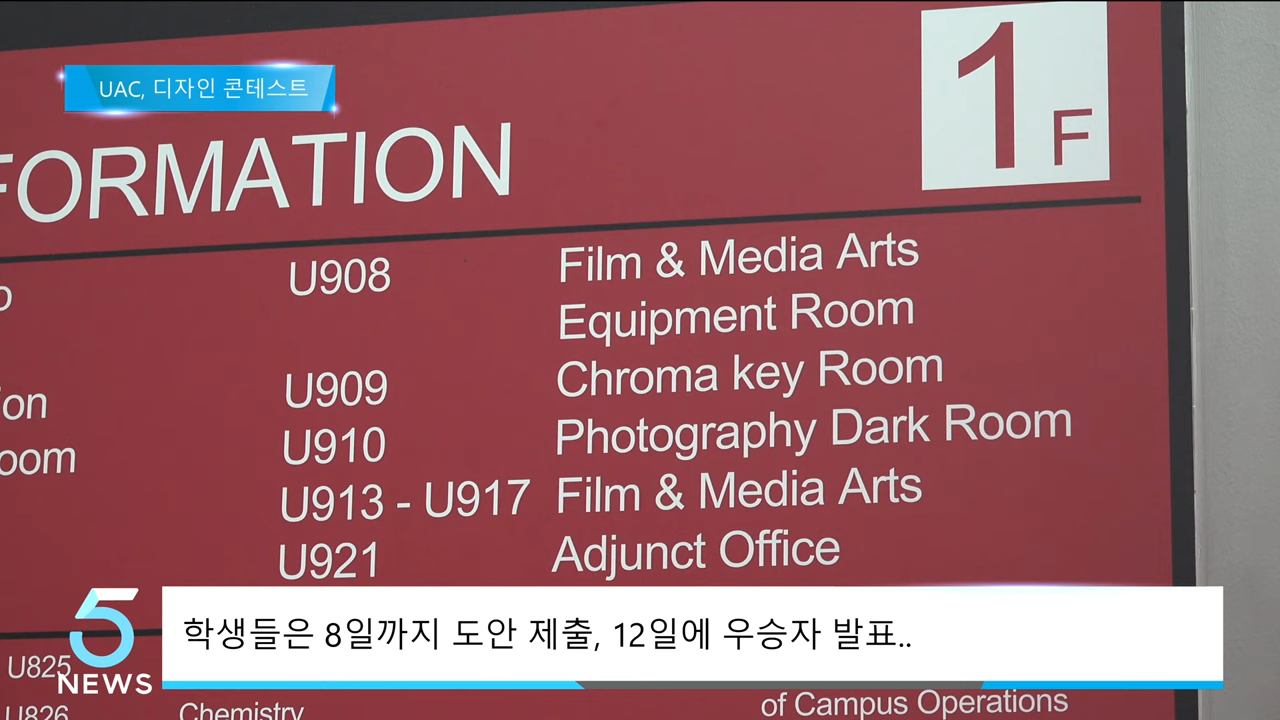 UAC, 디자인 콘테스트
1F
FORMATION
U908 Film & Media Arts
Equipment Room
U909 Chroma key Room
ion
U910 Photography Dark Room
oom
U913 - U917 Film & Media Arts
U921 Adjunct Office
학생들은 8일까지 도안 제출, 12일에 우승자 발표..
5
NEWS
U825
U826 Chemistry
of Campus Operations